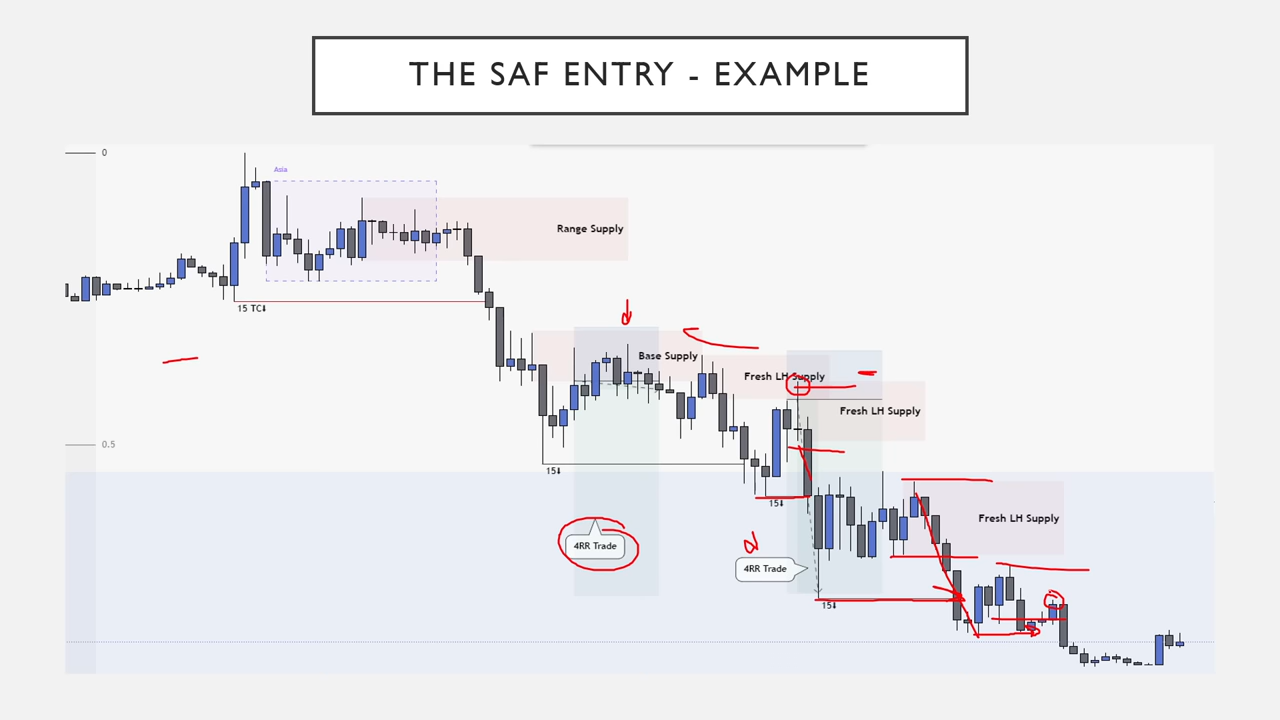 THE SAF ENTRY - EXAMPLE
0
Asia
Range Supply
15 TC⬇
Base Supply
Fresh LH Supply
Fresh LH Supply
0.5
15⬇
15⬇
Fresh LH Supply
4RR Trade
4RR Trade
15⬇